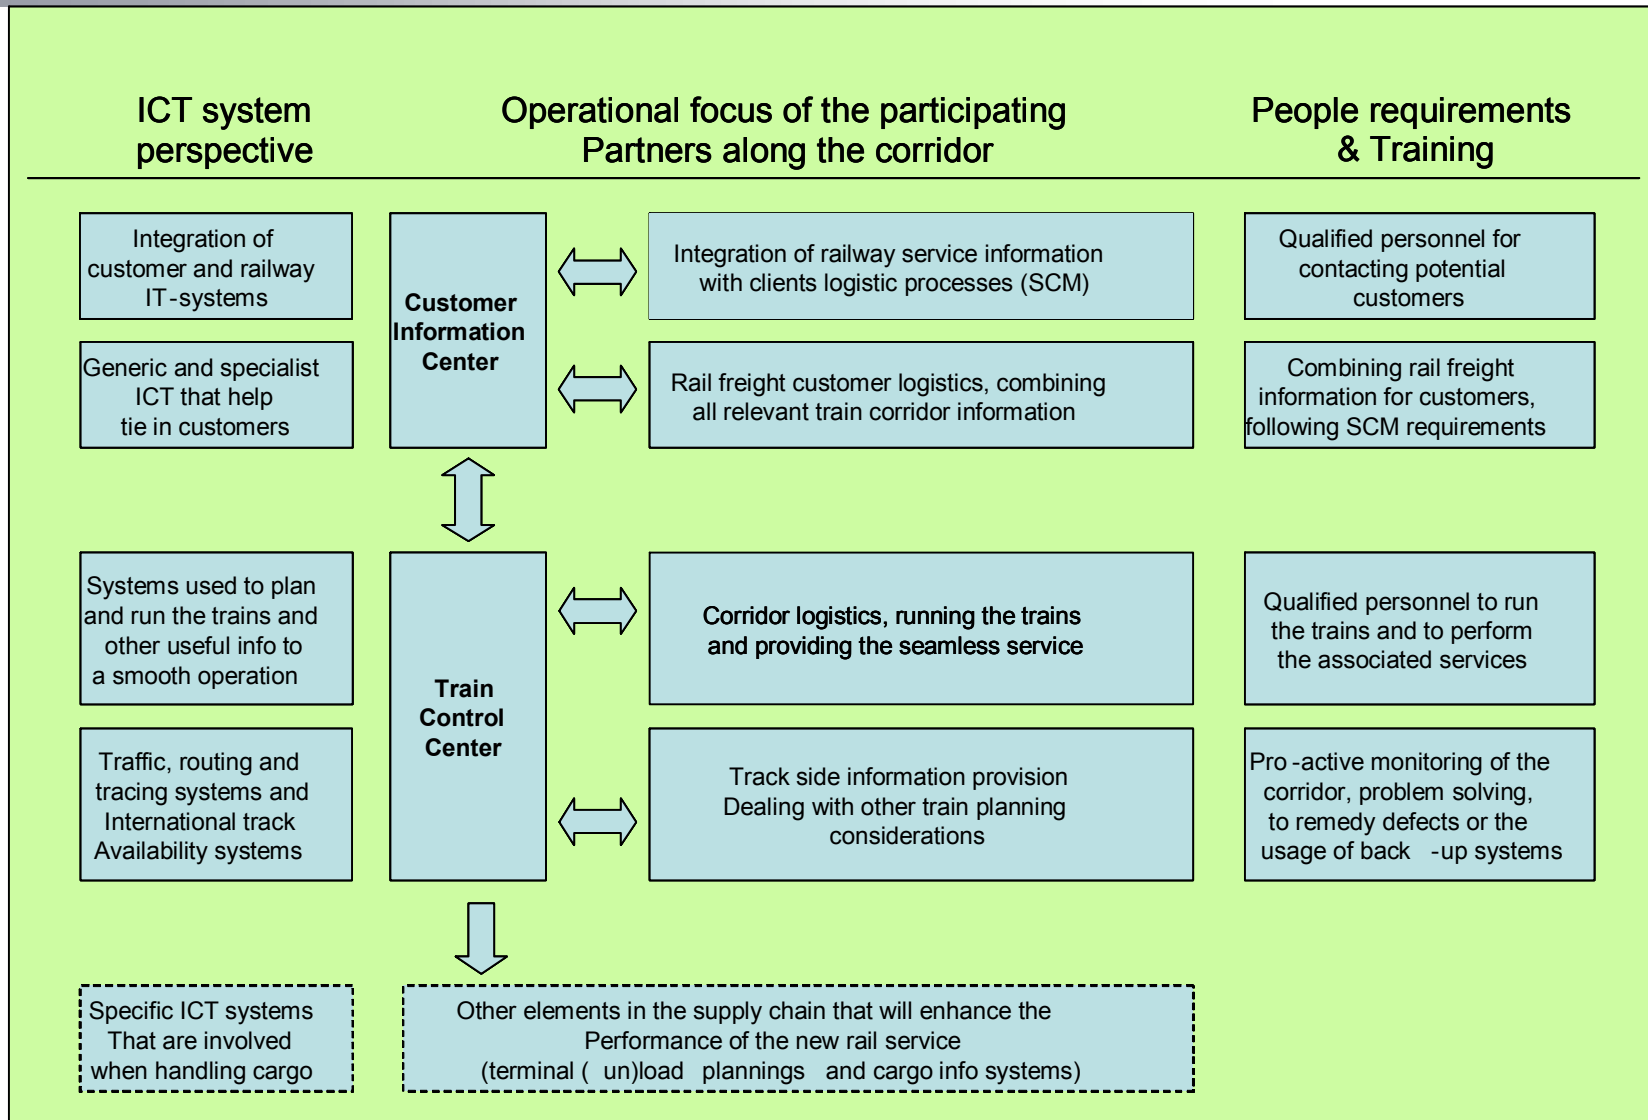 ICT system
perspective
Operational focus of the participating
Partners along the corridor
People requirements
& Training
Integration of
customer and railway
IT-systems
Customer
Information
Center
Integration of railway service information
with clients logistic processes (SCM)
Qualified personnel for
contacting potential
customers
Generic and specialist
ICT that help
tie in customers
Rail freight customer logistics, combining
all relevant train corridor information
Combining rail freight
information for customers,
following SCM requirements
Systems used to plan
and run the trains and
other useful info to
a smooth operation
Train
Control
Center
Corridor logistics, running the trains
and providing the seamless service
Qualified personnel to run
the trains and to perform
the associated services
Traffic, routing and
tracing systems and
International track
Availability systems
Track side information provision
Dealing with other train planning
considerations
Pro -active monitoring of the
corridor, problem solving,
to remedy defects or the
usage of back -up systems
Specific ICT systems
That are involved
when handling cargo
Other elements in the supply chain that will enhance the
Performance of the new rail service
(terminal ( un)load plannings and cargo info systems)